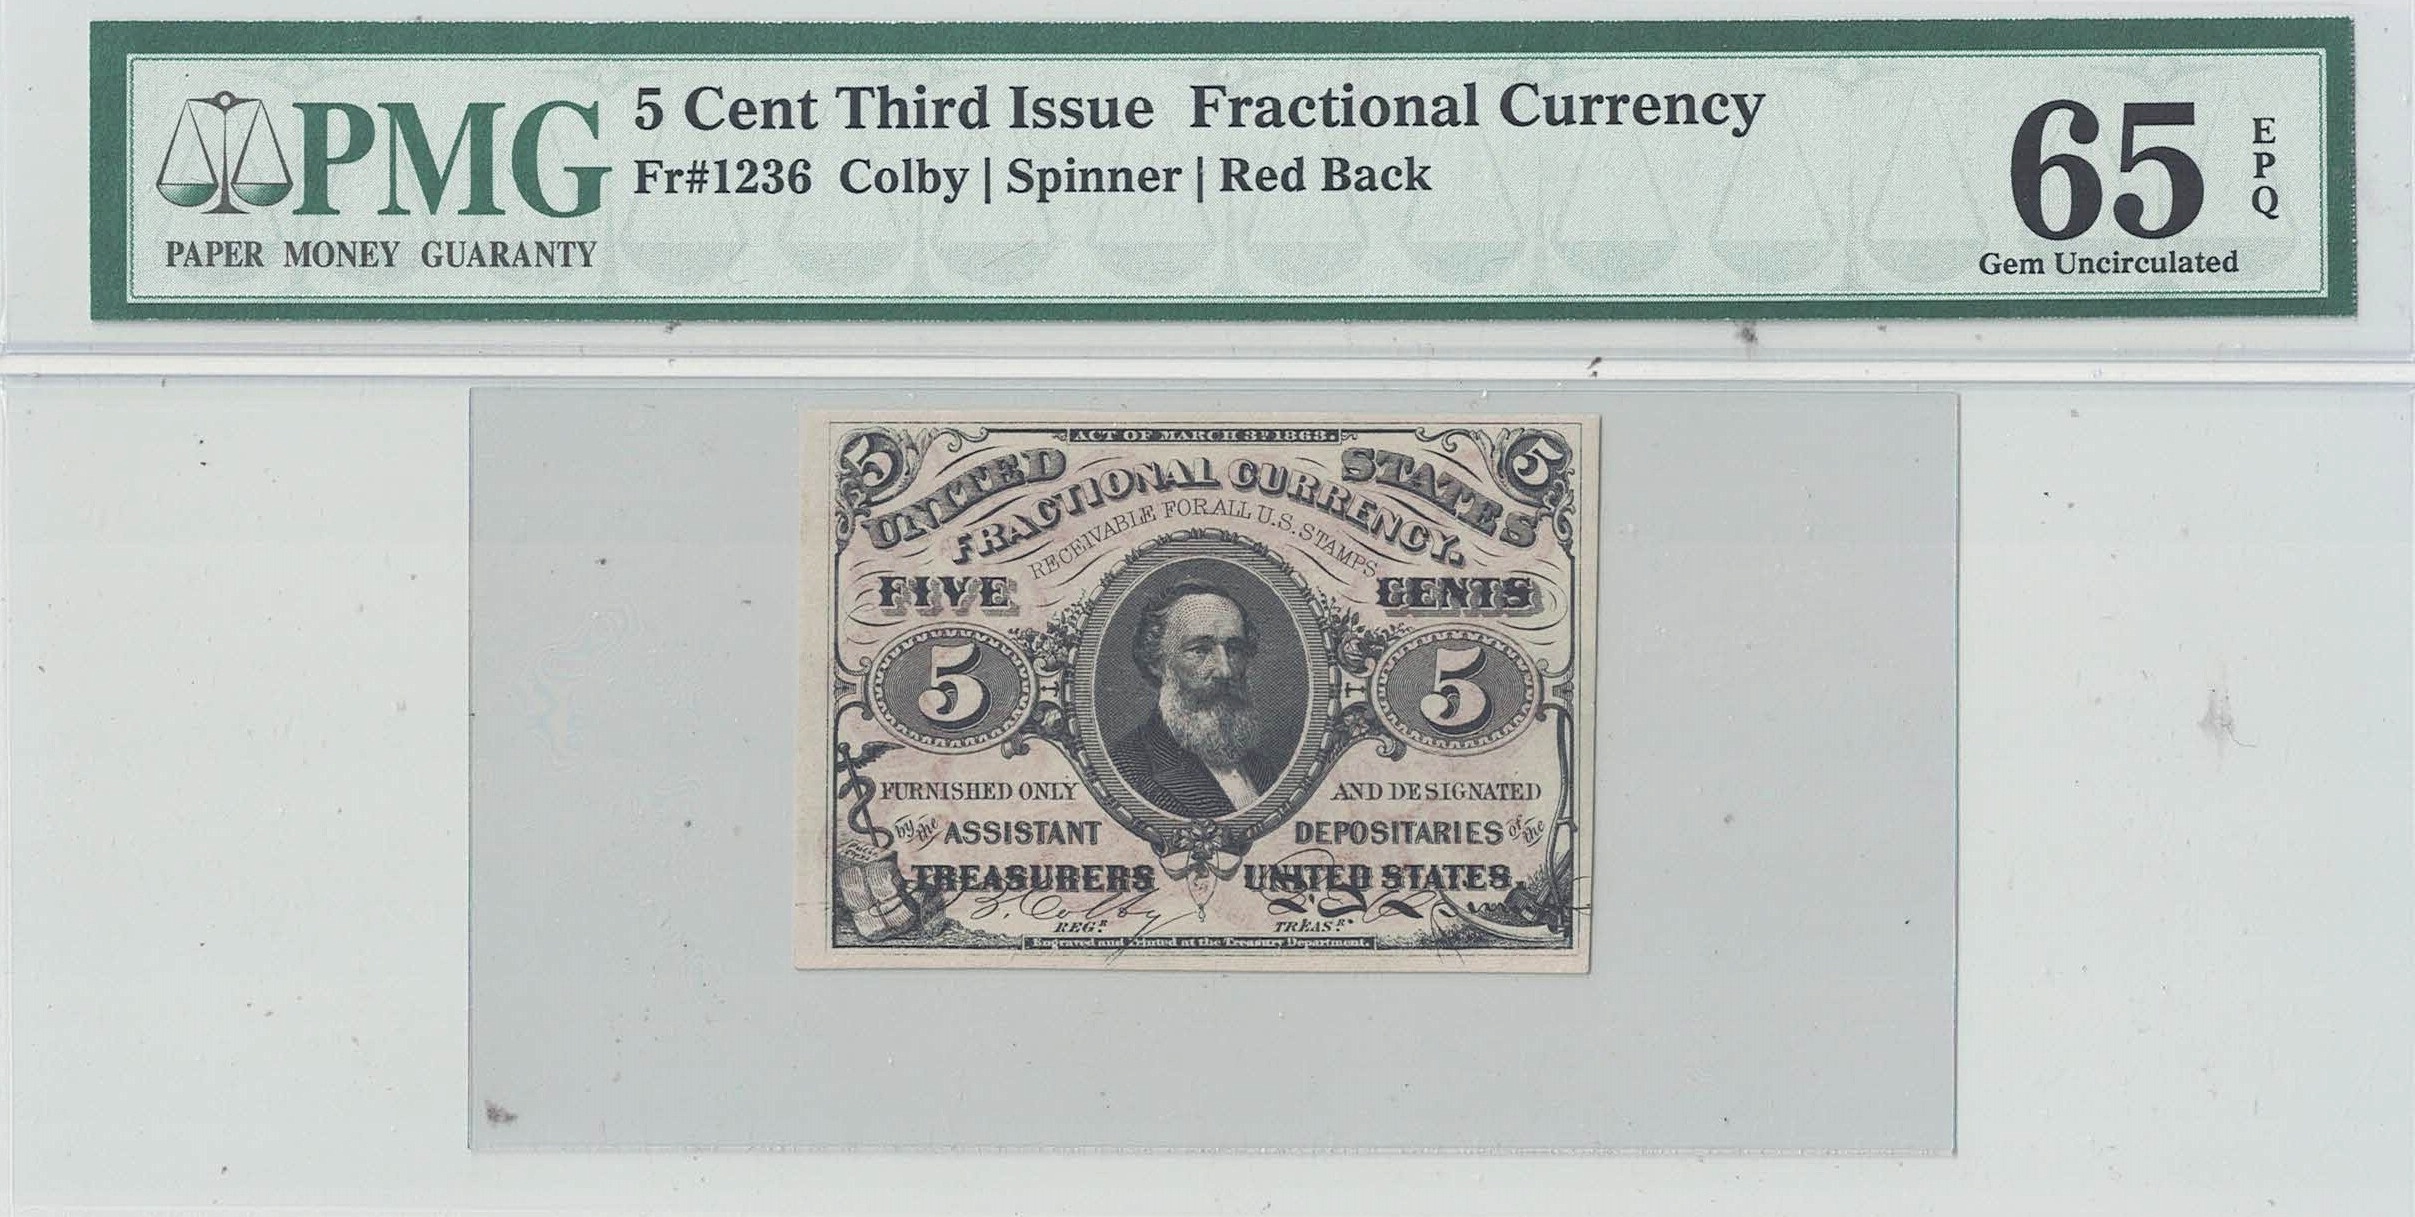 PMG
PAPER MONEY GUARANTY
5 Cent Third Issue Fractional Currency
Fr#1236 Colby | Spinner | Red Back
65
EPQ
Gem Uncirculated
ACT OF MARCH 3D 1863.
5 5
UNITED STATES
FRACTIONAL CURRENCY.
RECEIVABLE FOR ALL U.S. STAMPS
FIVE CENTS
5 5
FURNISHED ONLY AND DESIGNATED
by the ASSISTANT DEPOSITARIES of the
TREASURERS UNITED STATES.
S. B. Colby
REGR. TREASR.
Engraved and Printed at the Treasury Department.